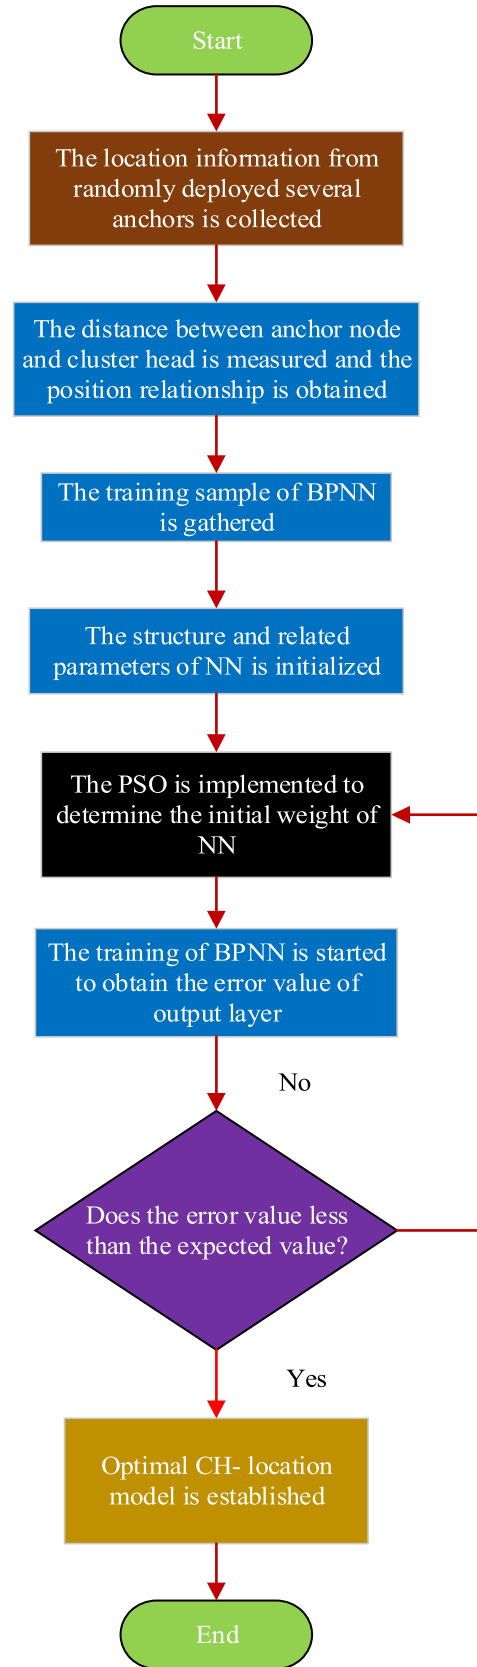 Start
The location information from
randomly deployed several
anchors is collected
The distance between anchor node
and cluster head is measured and the
position relationship is obtained
The training sample of BPNN
is gathered
The structure and related
parameters of NN is initialized
The PSO is implemented to
determine the initial weight of
NN
The training of BPNN is started
to obtain the error value of
output layer
No
Does the error value less
than the expected value?
Yes
Optimal CH- location
model is established
End